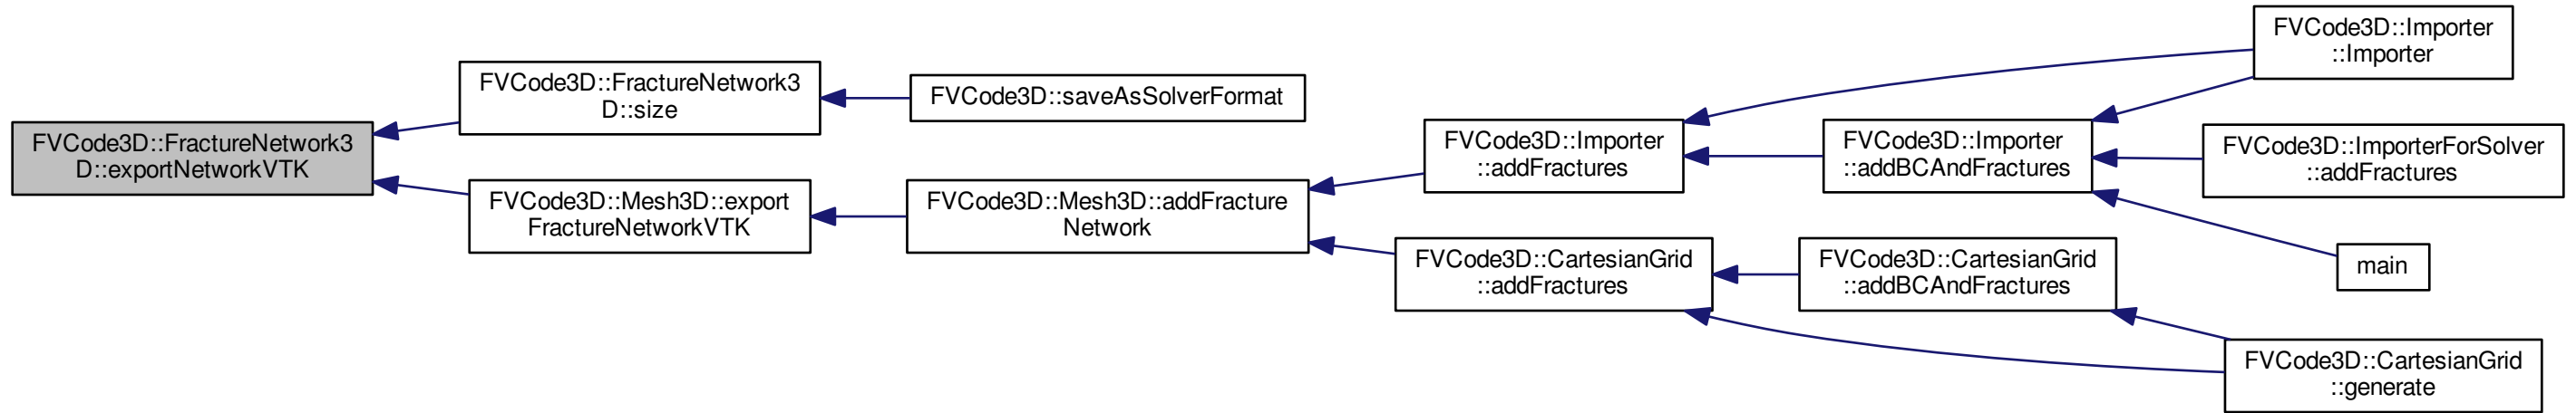 FVCode3D::FractureNetwork3
D::exportNetworkVTK
FVCode3D::FractureNetwork3
D::size
FVCode3D::saveAsSolverFormat
FVCode3D::Mesh3D::export
FractureNetworkVTK
FVCode3D::Mesh3D::addFracture
Network
FVCode3D::Importer
::addFractures
FVCode3D::Importer
::Importer
FVCode3D::Importer
::addBCAndFractures
FVCode3D::ImporterForSolver
::addFractures
main
FVCode3D::CartesianGrid
::addFractures
FVCode3D::CartesianGrid
::addBCAndFractures
FVCode3D::CartesianGrid
::generate